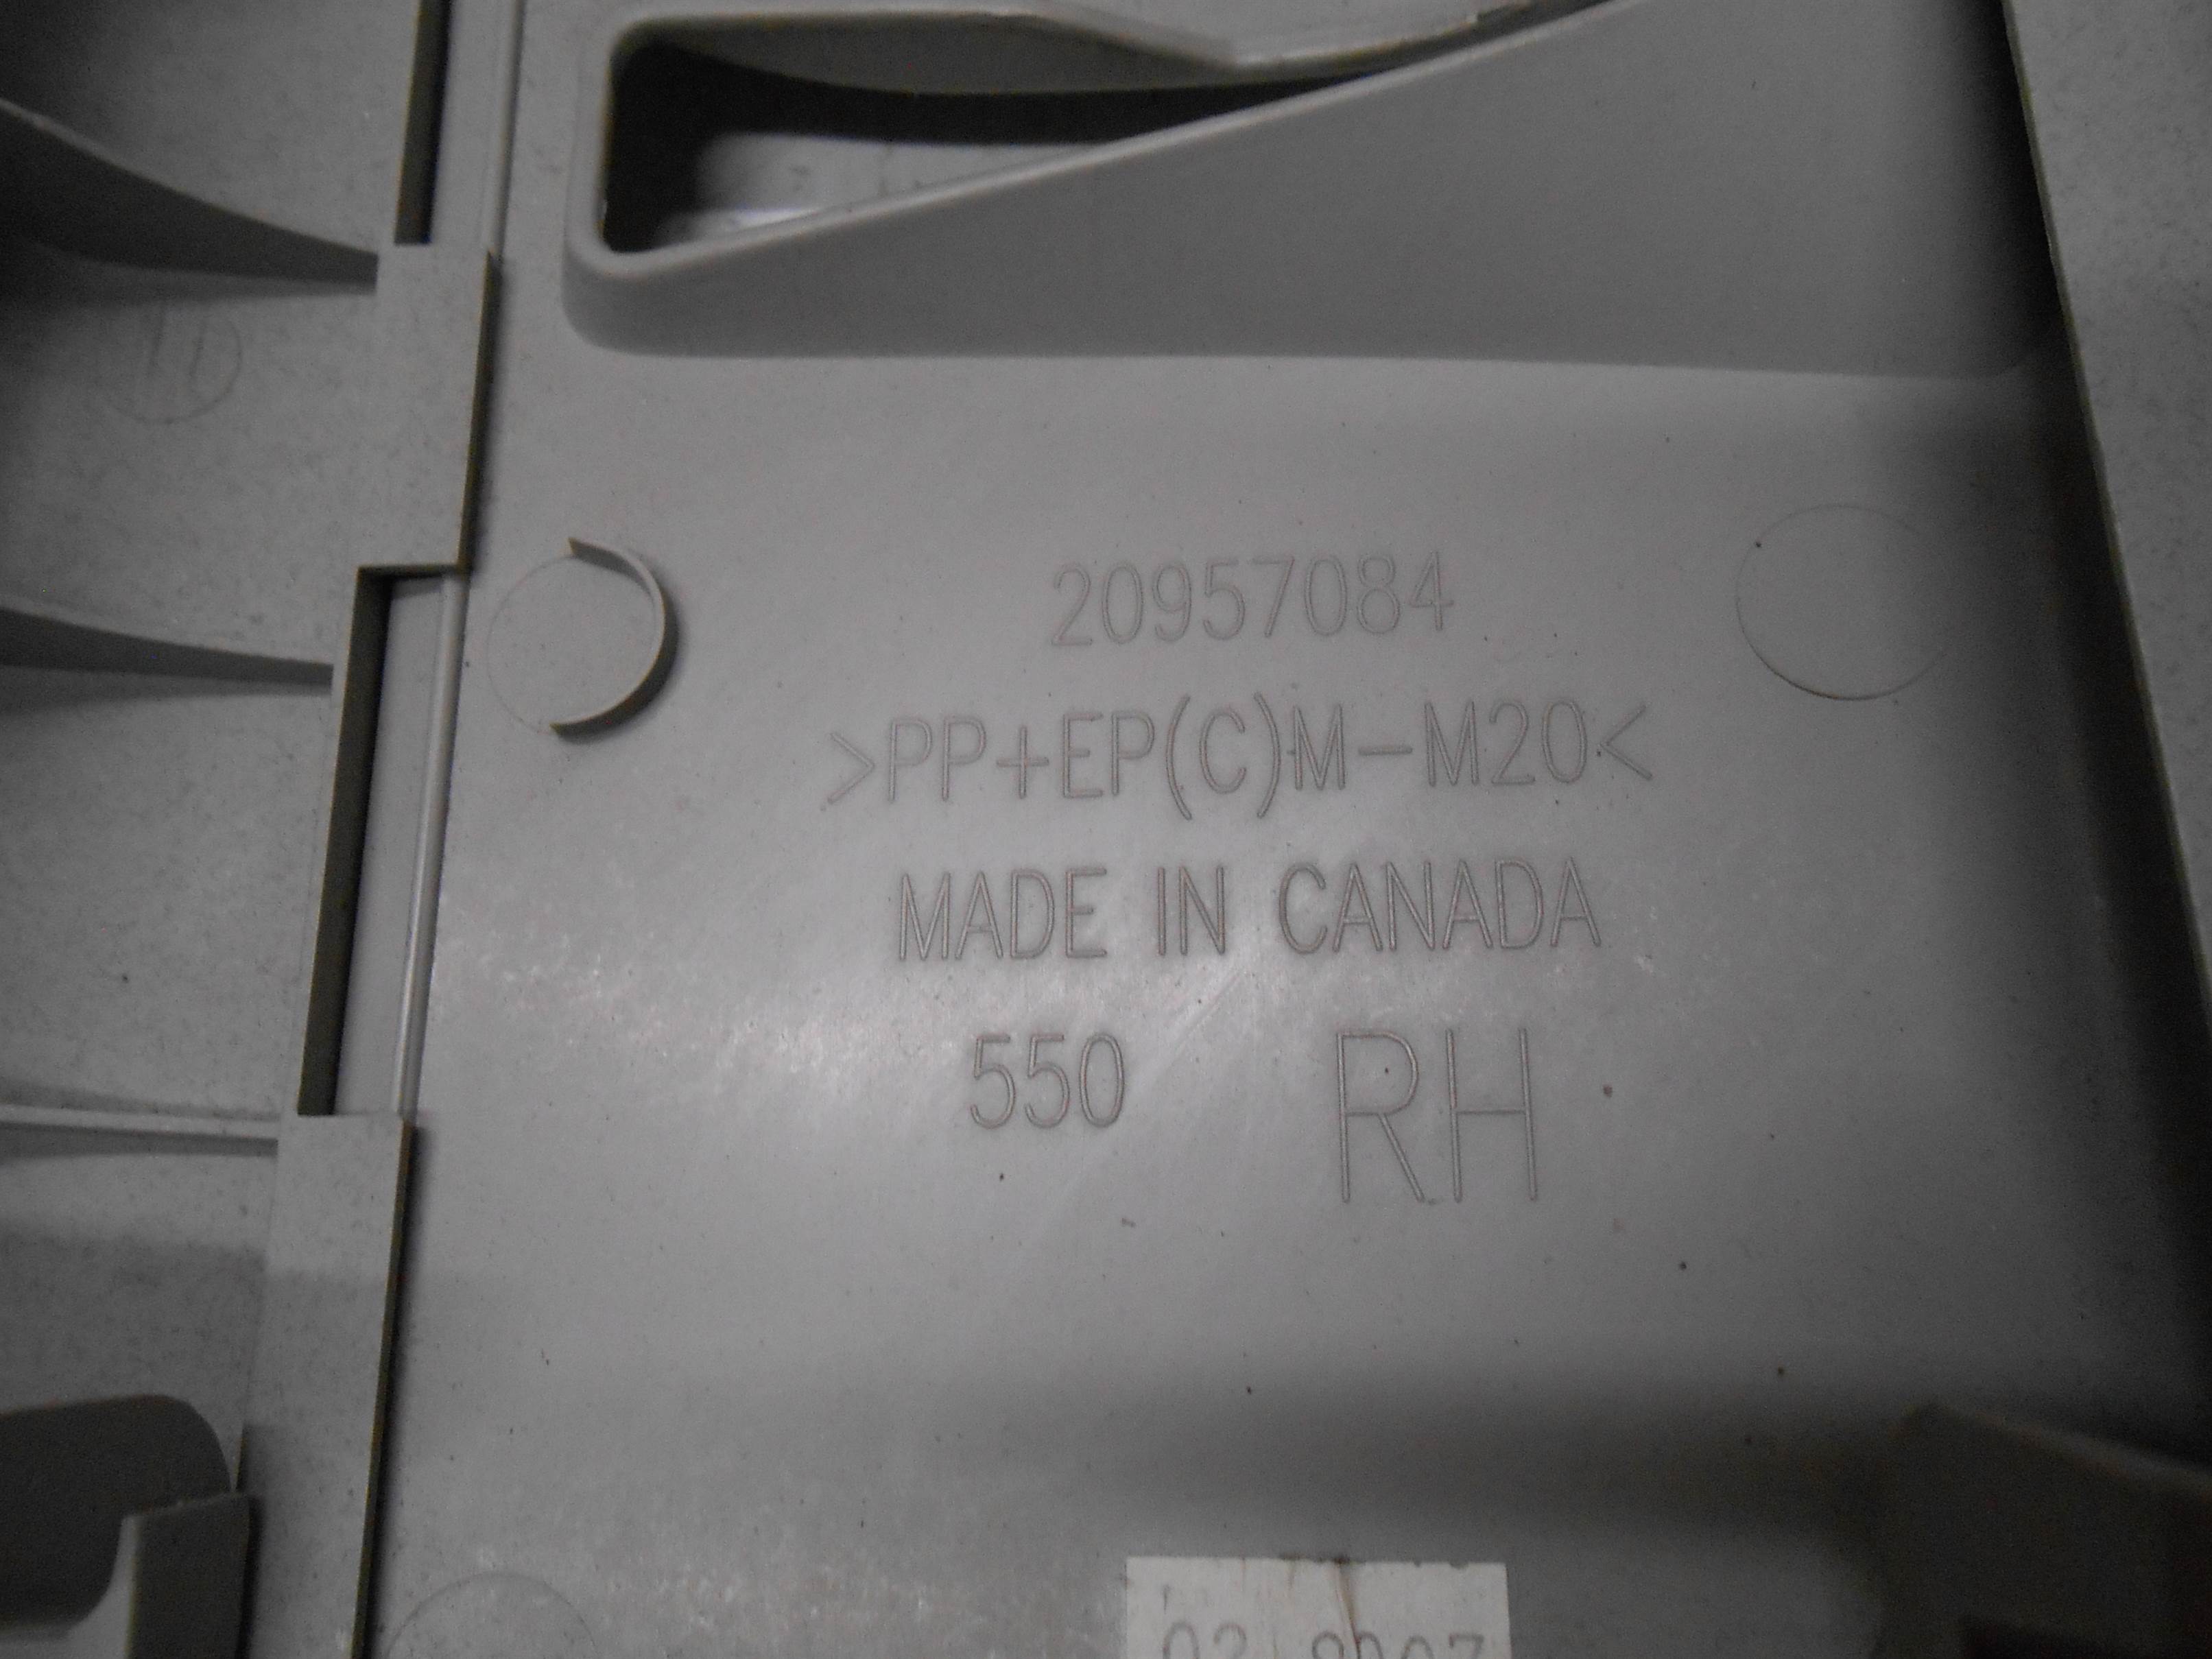 20957084
>PP+EP(C)M-M20<
MADE IN CANADA
550 RH